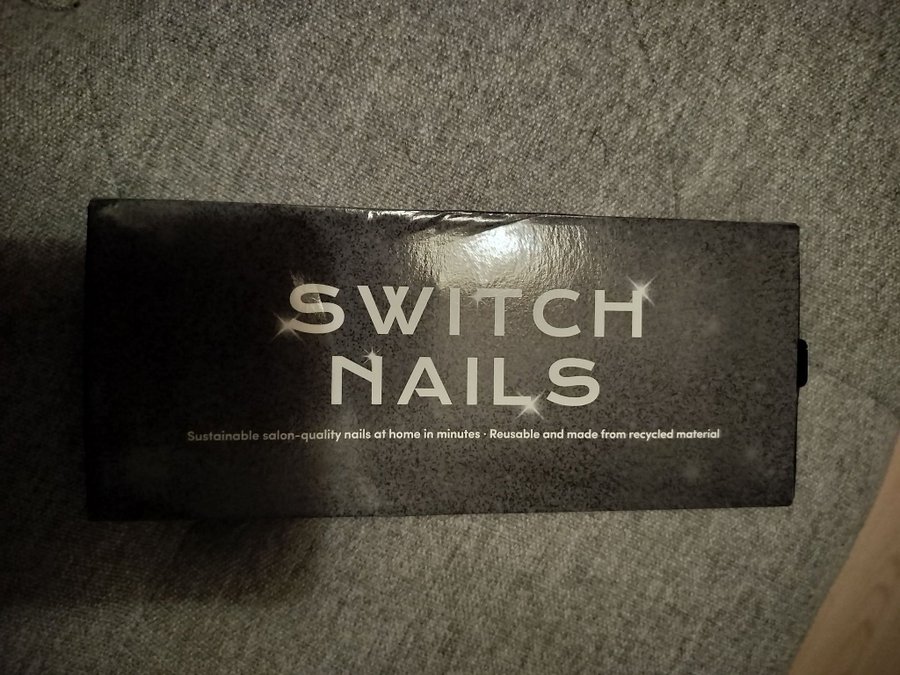 SWITCH
NAILS
Sustainable salon-quality nails at home in minutes · Reusable and made from recycled material